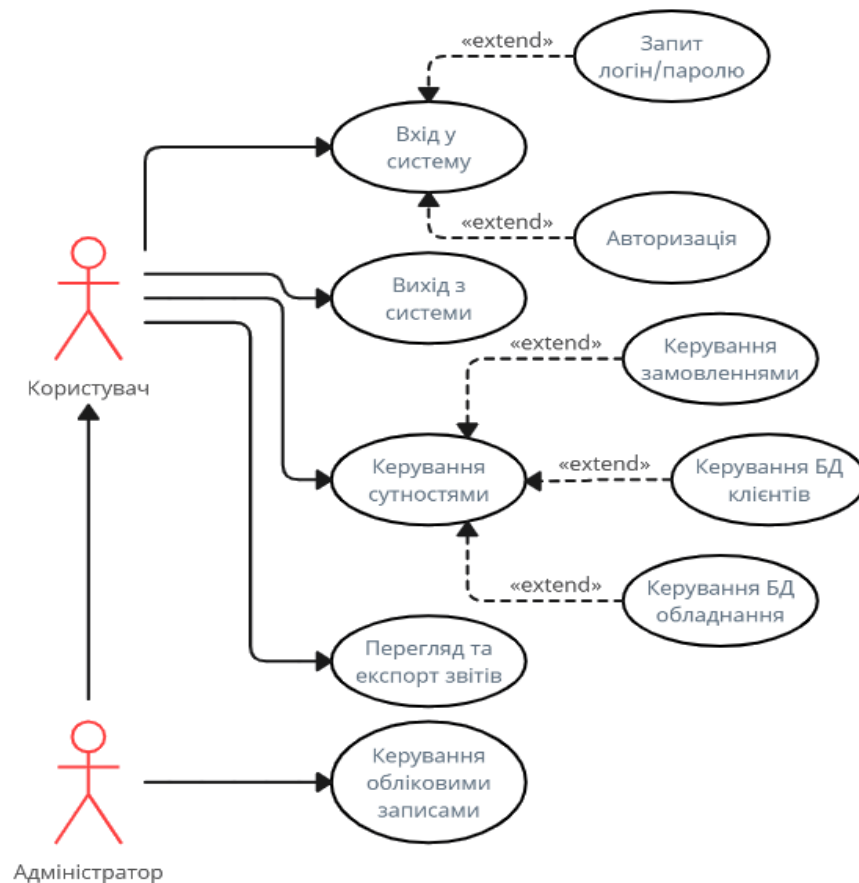 «extend»
Запит
логін/паролю
Вхід у
систему
«extend»
Авторизація
Вихід з
системи
«extend»
Керування
замовленнями
Користувач
Керування
сутностями
«extend»
Керування БД
клієнтів
«extend»
Керування БД
обладнання
Перегляд та
експорт звітів
Керування
обліковими
записами
Адміністратор